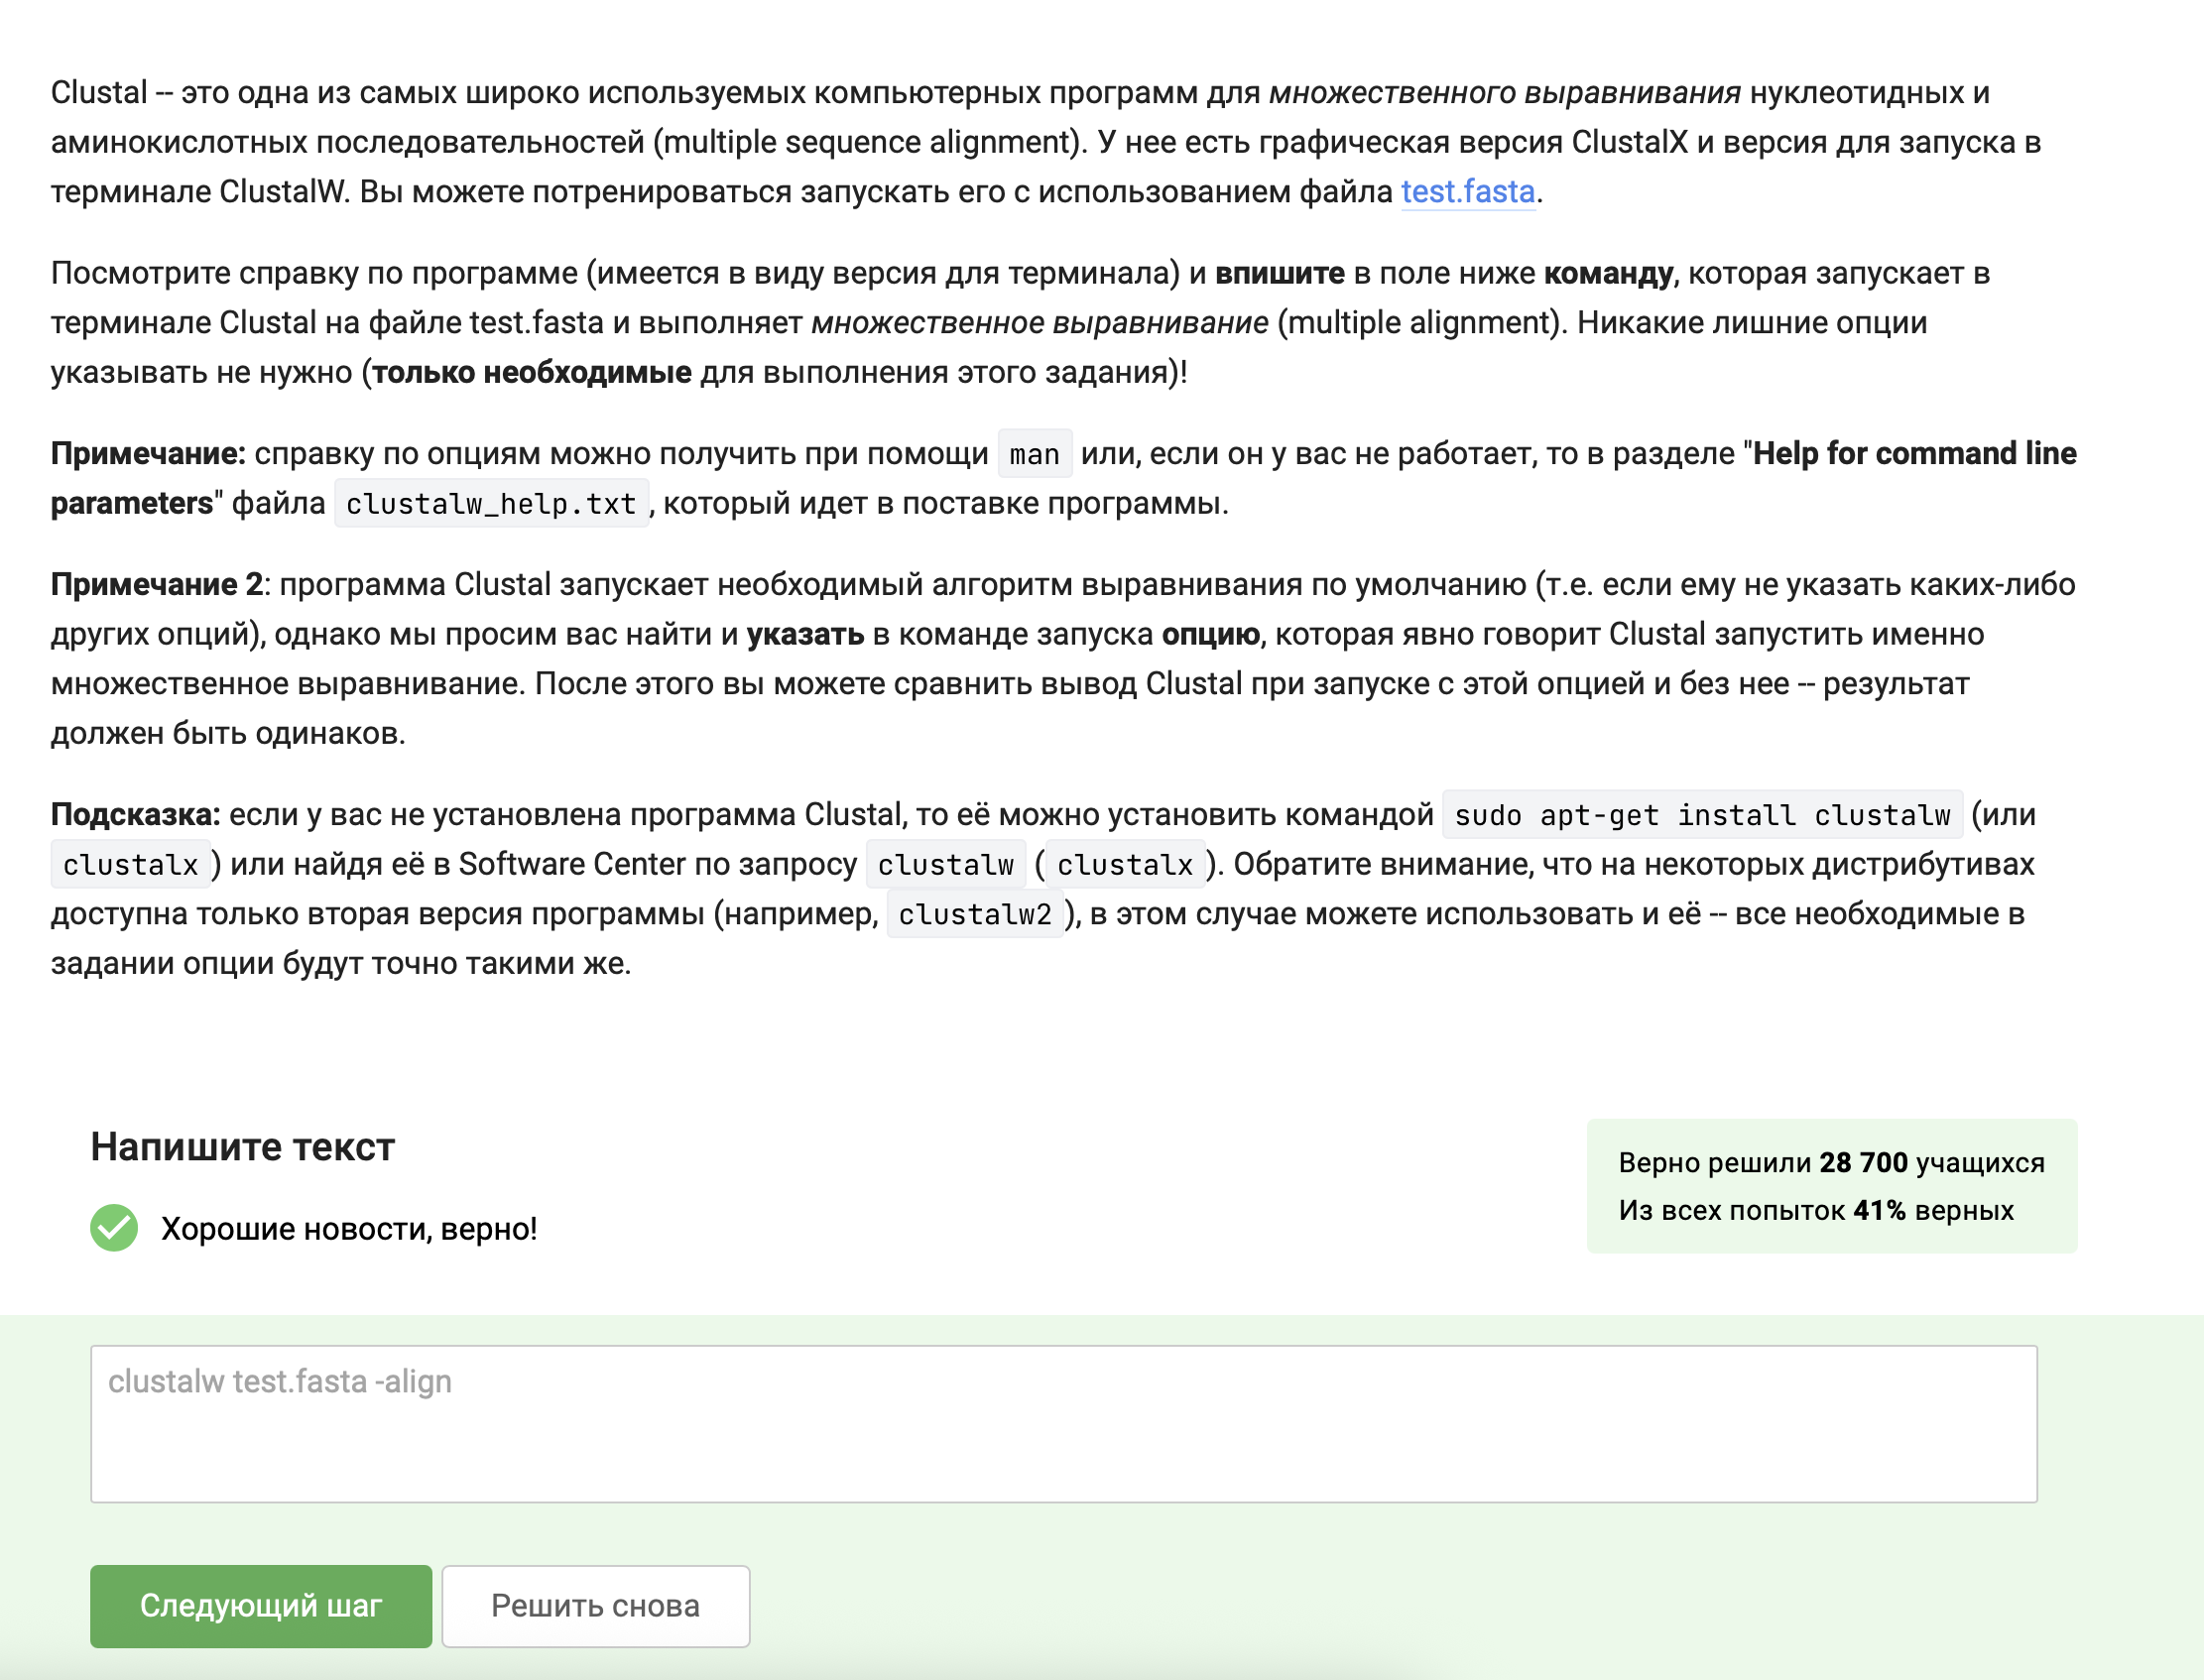 Clustal -- это одна из самых широко используемых компьютерных программ для множественного выравнивания нуклеотидных и
аминокислотных последовательностей (multiple sequence alignment). У нее есть графическая версия ClustalX и версия для запуска в
терминале ClustalW. Вы можете потренироваться запускать его с использованием файла test.fasta.
Посмотрите справку по программе (имеется в виду версия для терминала) и впишите в поле ниже команду, которая запускает в
терминале Clustal на файле test.fasta и выполняет множественное выравнивание (multiple alignment). Никакие лишние опции
указывать не нужно (только необходимые для выполнения этого задания)!
Примечание: справку по опциям можно получить при помощи man или, если он у вас не работает, то в разделе "Help for command line
parameters" файла clustalw_help.txt, который идет в поставке программы.
Примечание 2: программа Clustal запускает необходимый алгоритм выравнивания по умолчанию (т.е. если ему не указать каких-либо
других опций), однако мы просим вас найти и указать в команде запуска опцию, которая явно говорит Clustal запустить именно
множественное выравнивание. После этого вы можете сравнить вывод Clustal при запуске с этой опцией и без нее -- результат
должен быть одинаков.
Подсказка: если у вас не установлена программа Clustal, то её можно установить командой sudo apt-get install clustalw (или
clustalx) или найдя её в Software Center по запросу clustalw (clustalx). Обратите внимание, что на некоторых дистрибутивах
доступна только вторая версия программы (например, clustalw2), в этом случае можете использовать и её -- все необходимые в
задании опции будут точно такими же.
Напишите текст
Верно решили 28 700 учащихся
Из всех попыток 41% верных
Хорошие новости, верно!
clustalw test.fasta -align
Следующий шаг
Решить снова